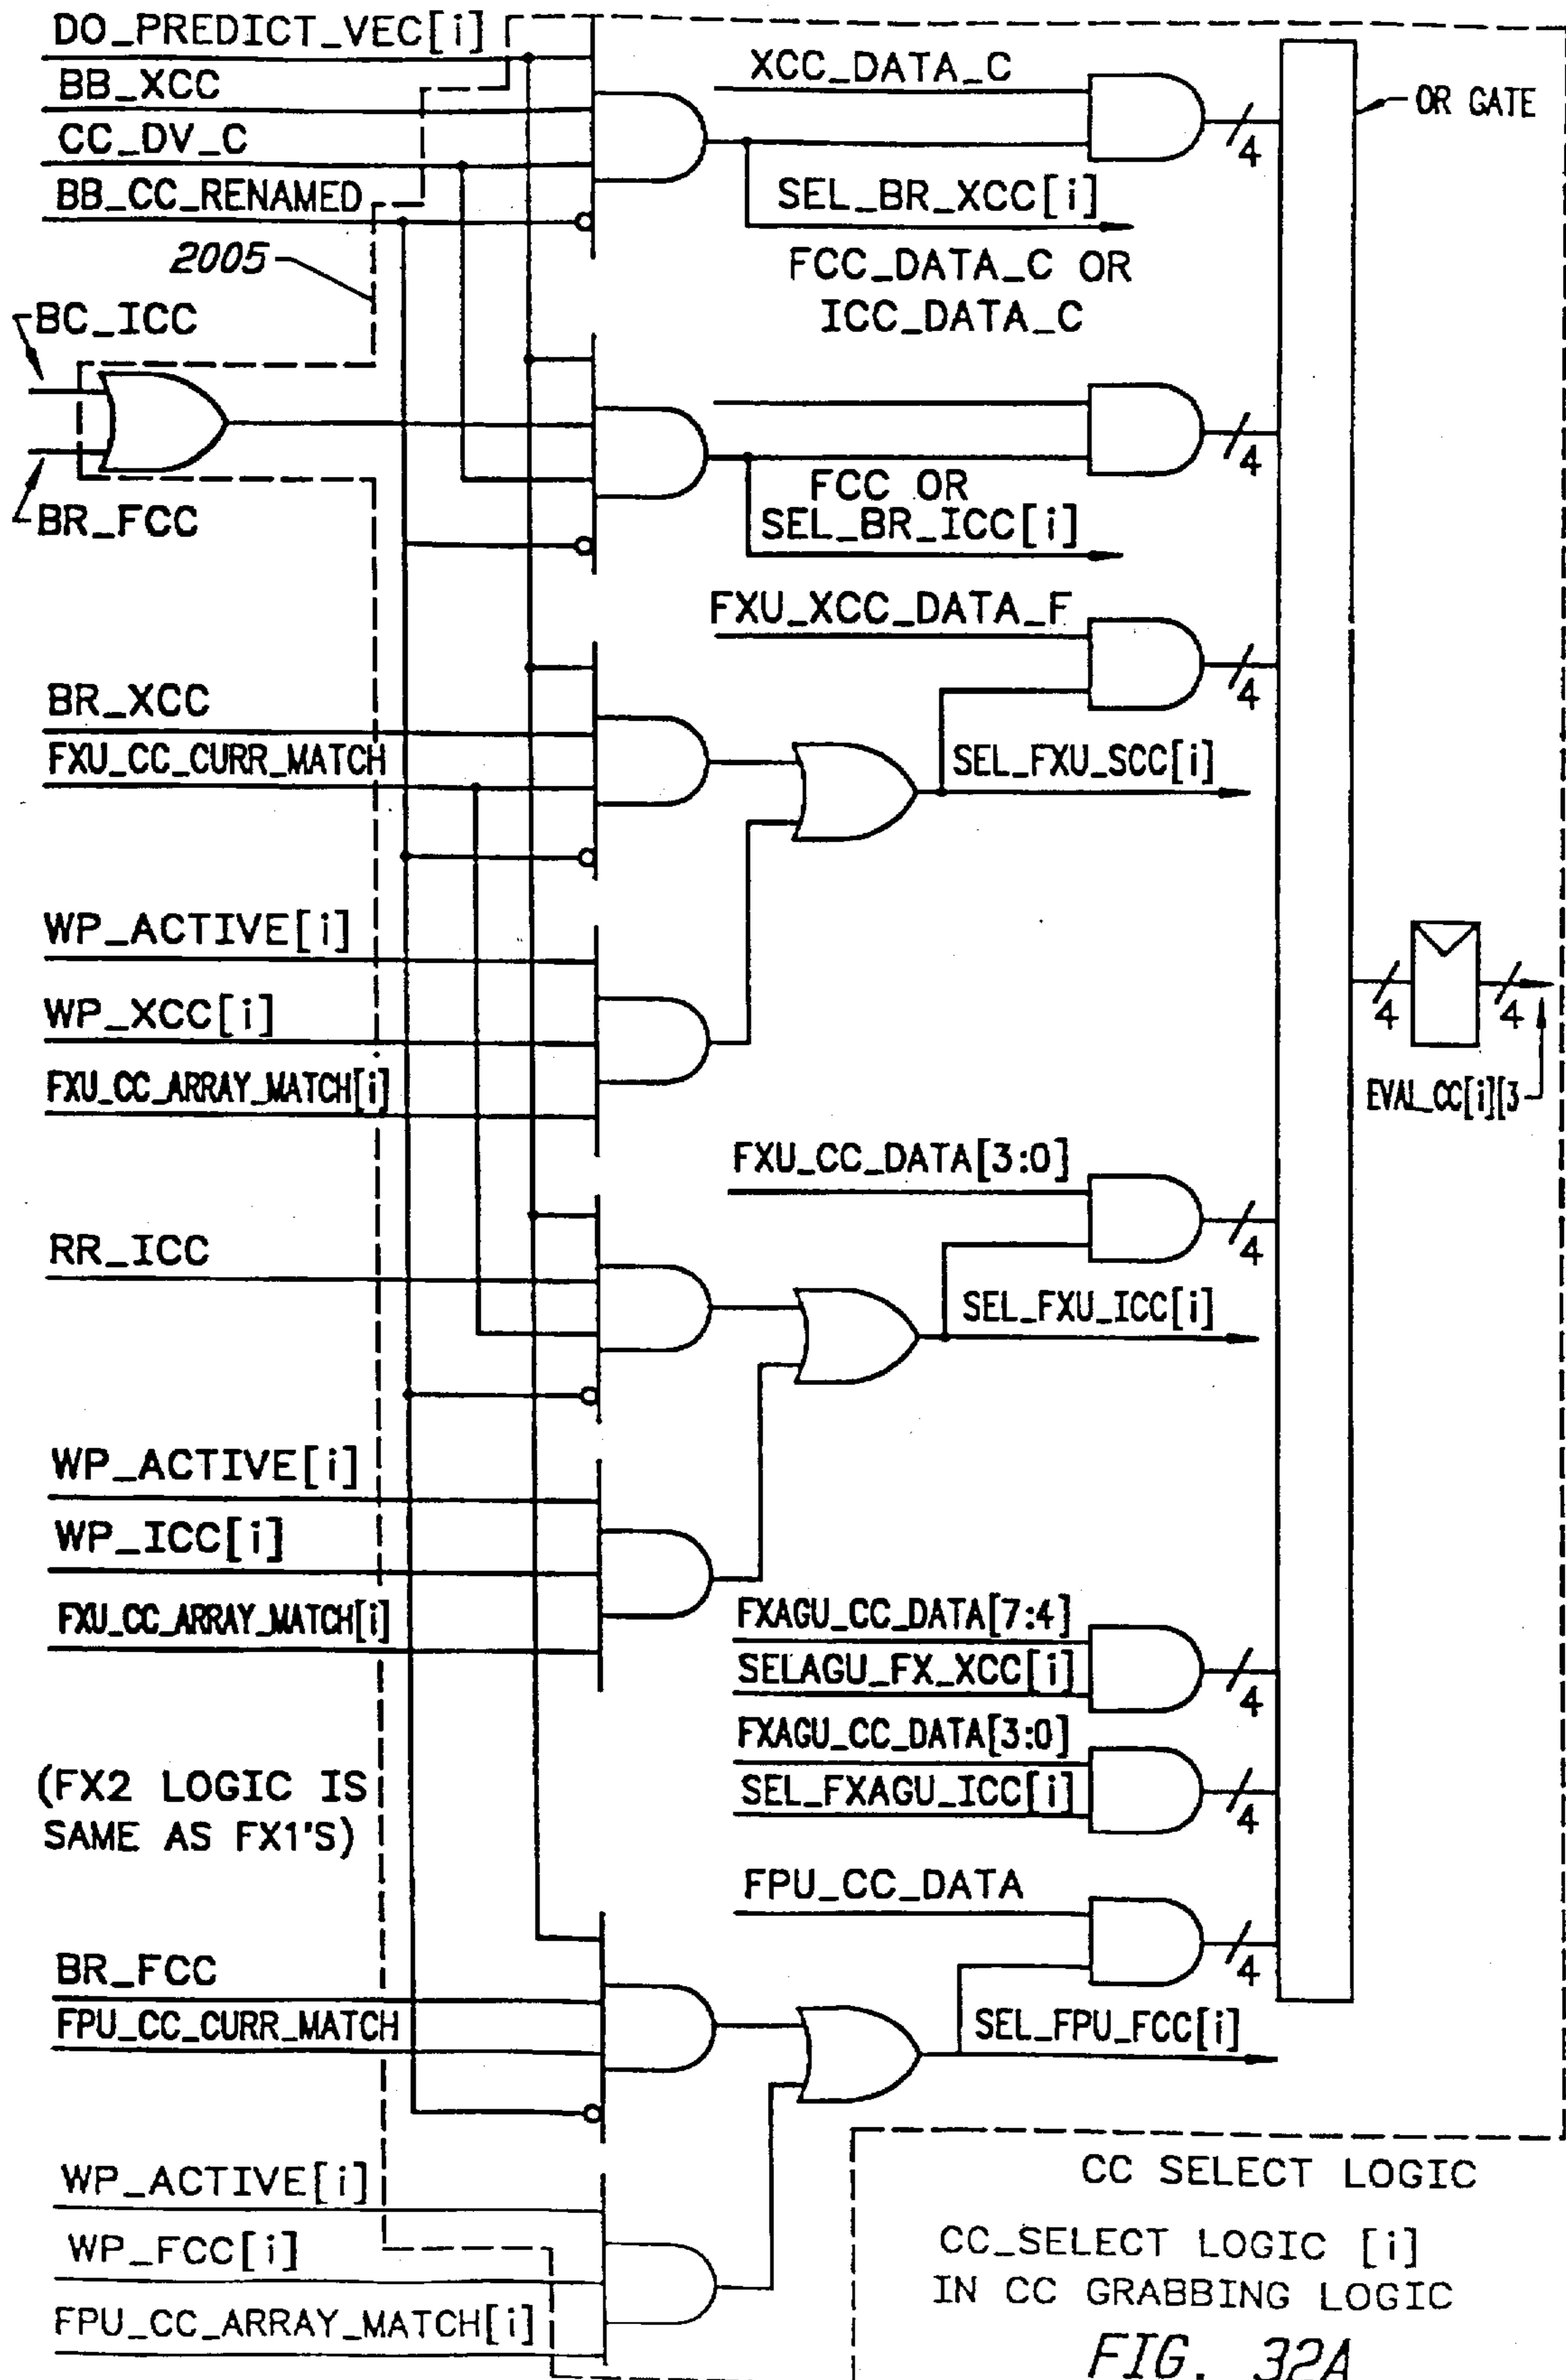 DO_PREDICT_VEC[i]
BB_XCC
CC_DV_C
BB_CC_RENAMED
2005
BC_ICC
BR_FCC
XCC_DATA_C
OR GATE
4
SEL_BR_XCC[i]
FCC_DATA_C OR
ICC_DATA_C
4
FCC OR
SEL_BR_ICC[i]
FXU_XCC_DATA_F
4
BR_XCC
FXU_CC_CURR_MATCH
SEL_FXU_SCC[i]
WP_ACTIVE[i]
WP_XCC[i]
FXU_CC_ARRAY_MATCH[i]
4
4
EVAL_CC[i][3
FXU_CC_DATA[3:0]
4
RR_ICC
SEL_FXU_ICC[i]
WP_ACTIVE[i]
WP_ICC[i]
FXU_CC_ARRAY_MATCH[i]
FXAGU_CC_DATA[7:4]
SELAGU_FX_XCC[i]
4
FXAGU_CC_DATA[3:0]
SEL_FXAGU_ICC[i]
4
(FX2 LOGIC IS
SAME AS FX1'S)
FPU_CC_DATA
4
BR_FCC
FPU_CC_CURR_MATCH
SEL_FPU_FCC[i]
WP_ACTIVE[i]
WP_FCC[i]
FPU_CC_ARRAY_MATCH[i]
CC SELECT LOGIC
CC_SELECT LOGIC [i]
IN CC GRABBING LOGIC
FIG. 32A